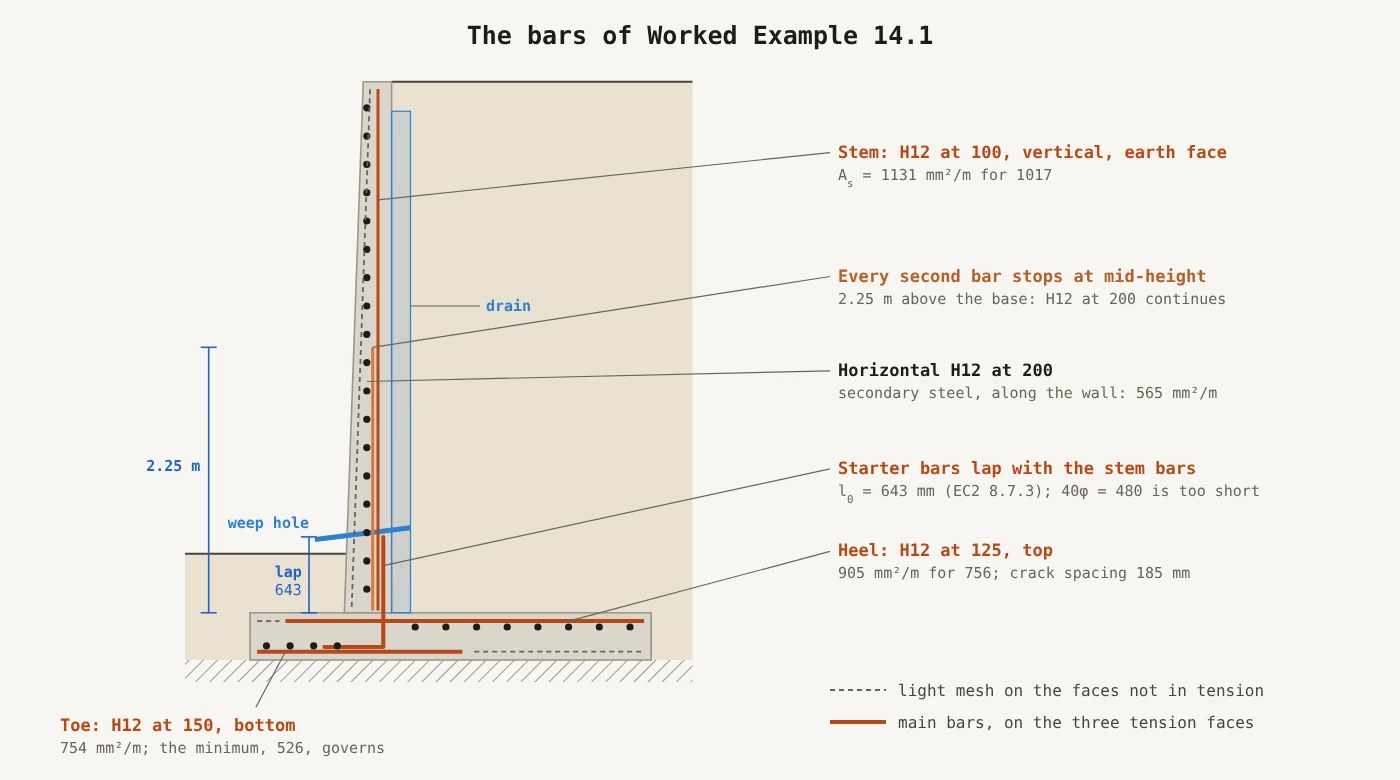 The bars of Worked Example 14.1
Stem: H12 at 100, vertical, earth face
As = 1131 mm²/m for 1017
Every second bar stops at mid-height
2.25 m above the base: H12 at 200 continues
drain
Horizontal H12 at 200
secondary steel, along the wall: 565 mm²/m
2.25 m
Starter bars lap with the stem bars
l0 = 643 mm (EC2 8.7.3); 40φ = 480 is too short
weep hole
lap
643
Heel: H12 at 125, top
905 mm²/m for 756; crack spacing 185 mm
light mesh on the faces not in tension
main bars, on the three tension faces
Toe: H12 at 150, bottom
754 mm²/m; the minimum, 526, governs